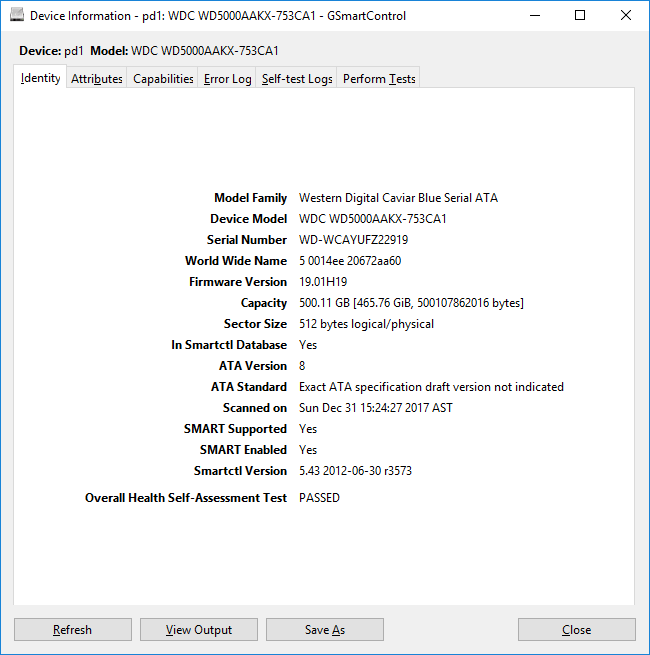 Device Information - pd1: WDC WD5000AAKX-753CA1 - GSmartControl
Device: pd1 Model: WDC WD5000AAKX-753CA1
Identity Attributes Capabilities Error Log Self-test Logs Perform Tests
Model Family Western Digital Caviar Blue Serial ATA
Device Model WDC WD5000AAKX-753CA1
Serial Number WD-WCAYUFZ22919
World Wide Name 5 0014ee 20672aa60
Firmware Version 19.01H19
Capacity 500.11 GB [465.76 GiB, 500107862016 bytes]
Sector Size 512 bytes logical/physical
In Smartctl Database Yes
ATA Version 8
ATA Standard Exact ATA specification draft version not indicated
Scanned on Sun Dec 31 15:24:27 2017 AST
SMART Supported Yes
SMART Enabled Yes
Smartctl Version 5.43 2012-06-30 r3573
Overall Health Self-Assessment Test PASSED
Refresh View Output Save As Close